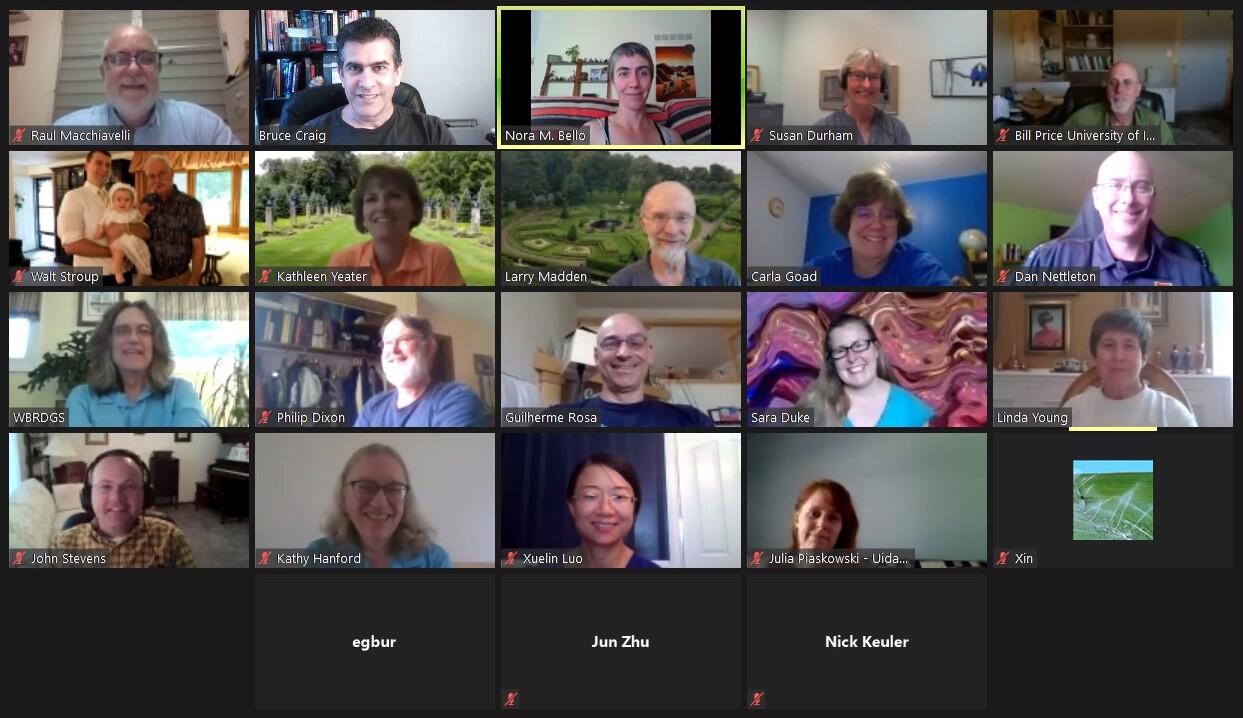 Raul Macchiavelli
Bruce Craig
Nora M. Bello
Susan Durham
Bill Price University of I...
Walt Stroup
Kathleen Yeater
Larry Madden
Carla Goad
Dan Nettleton
WBRDGS
Philip Dixon
Guilherme Rosa
Sara Duke
Linda Young
John Stevens
Kathy Hanford
Xuelin Luo
Julia Piaskowski - Uida...
Xin
egbur
Jun Zhu
Nick Keuler